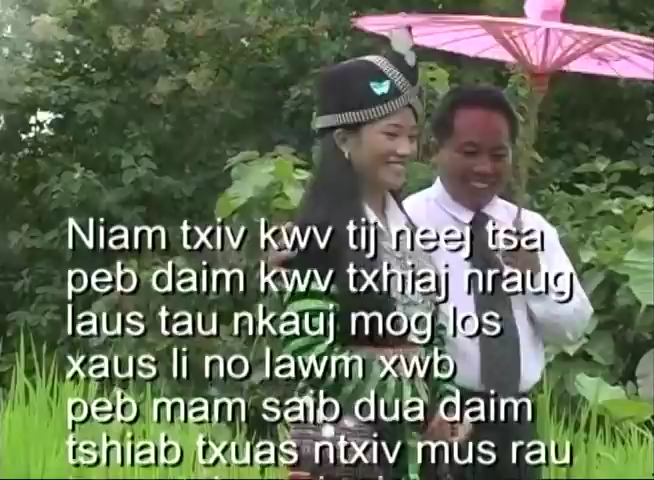 Niam txiv kwv tij neej tsa
peb daim kwv txhiaj nraug
laus tau nkauj mog los
xaus li no lawm xwb
peb mam saib dua daim
tshiab txuas ntxiv mus rau